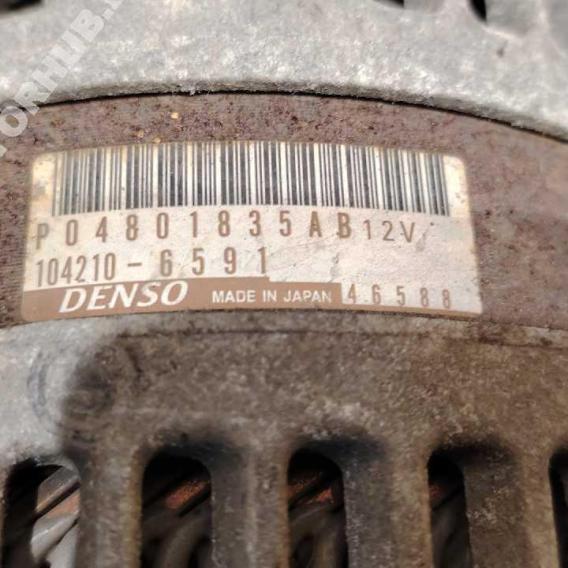 P04801835AB 12V
104210-6591
DENSO MADE IN JAPAN 46588